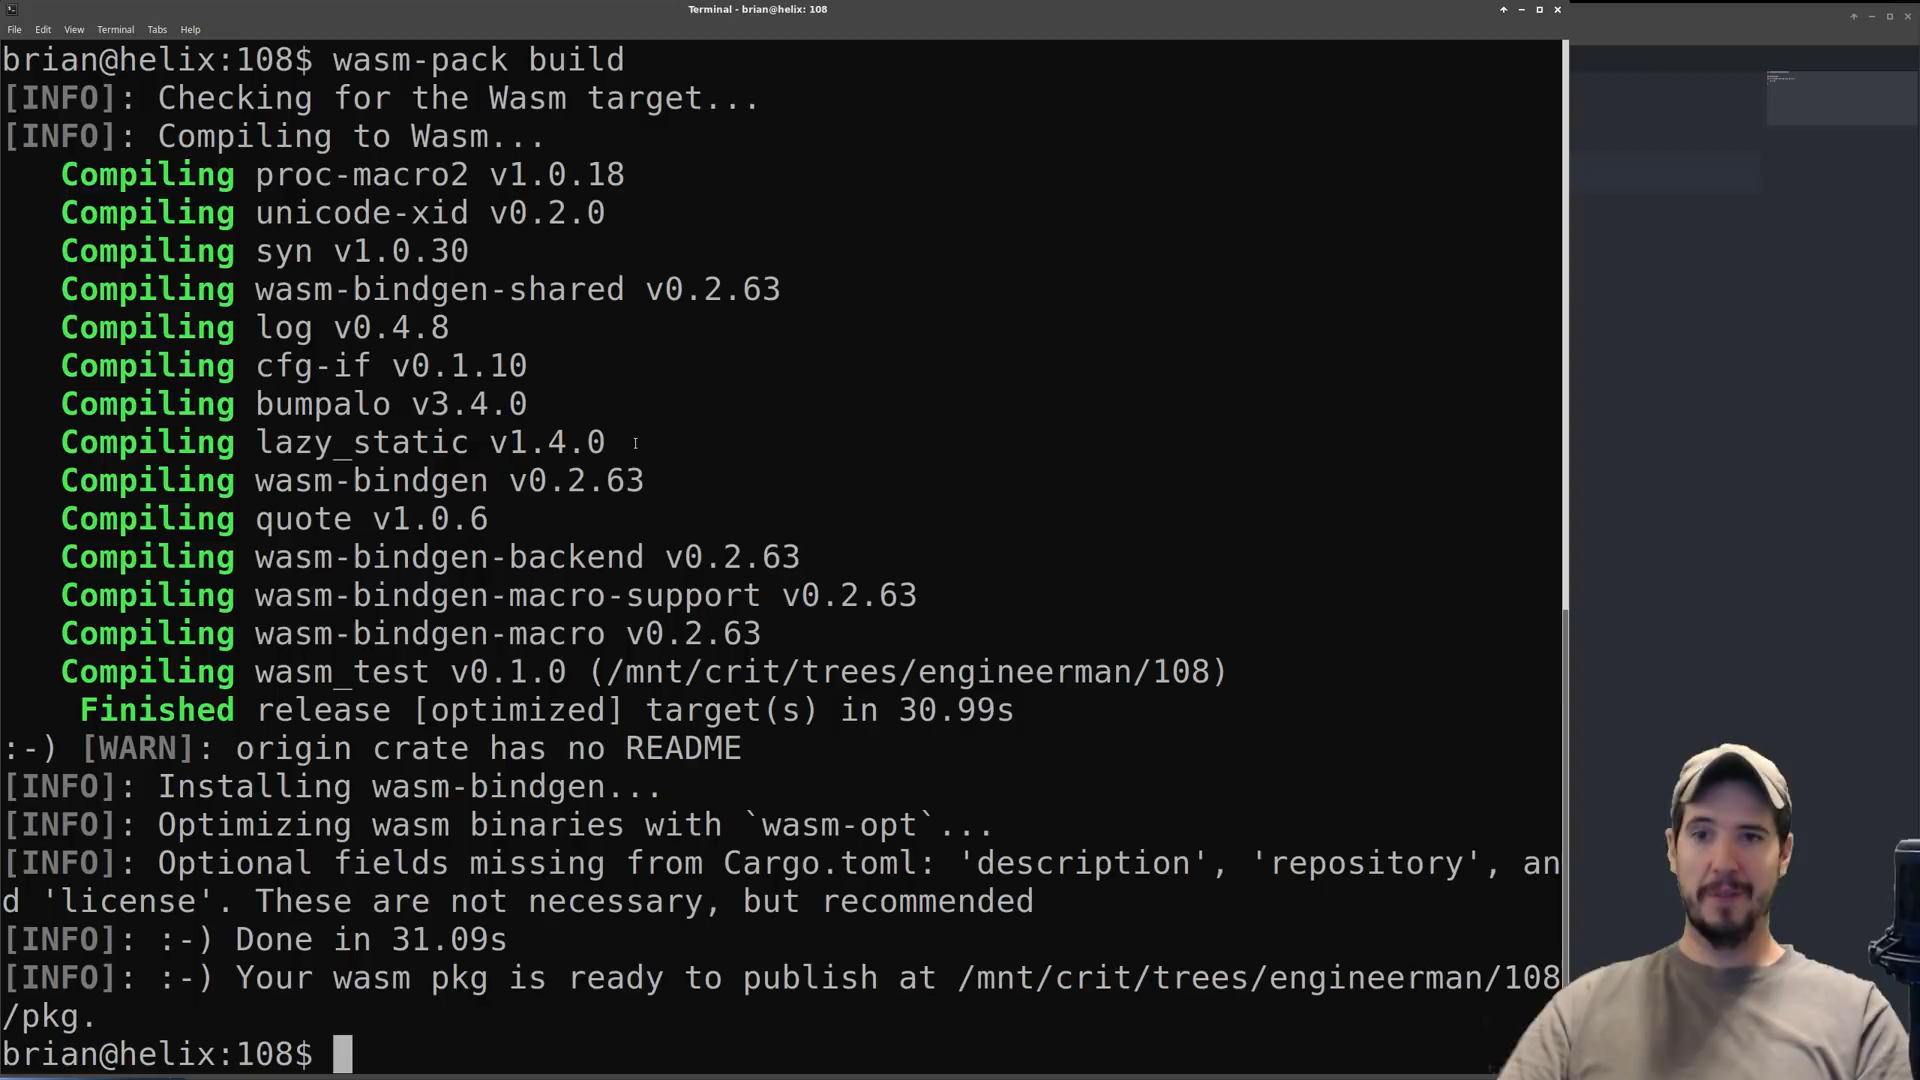 Terminal - brian@helix: 108
File Edit View Terminal Tabs Help
brian@helix:108$ wasm-pack build
[INFO]: Checking for the Wasm target...
[INFO]: Compiling to Wasm...
Compiling proc-macro2 v1.0.18
Compiling unicode-xid v0.2.0
Compiling syn v1.0.30
Compiling wasm-bindgen-shared v0.2.63
Compiling log v0.4.8
Compiling cfg-if v0.1.10
Compiling bumpalo v3.4.0
Compiling lazy_static v1.4.0
Compiling wasm-bindgen v0.2.63
Compiling quote v1.0.6
Compiling wasm-bindgen-backend v0.2.63
Compiling wasm-bindgen-macro-support v0.2.63
Compiling wasm-bindgen-macro v0.2.63
Compiling wasm_test v0.1.0 (/mnt/crit/trees/engineerman/108)
Finished release [optimized] target(s) in 30.99s
:-) [WARN]: origin crate has no README
[INFO]: Installing wasm-bindgen...
[INFO]: Optimizing wasm binaries with `wasm-opt`...
[INFO]: Optional fields missing from Cargo.toml: 'description', 'repository', an
d 'license'. These are not necessary, but recommended
[INFO]: :-) Done in 31.09s
[INFO]: :-) Your wasm pkg is ready to publish at /mnt/crit/trees/engineerman/108
/pkg.
brian@helix:108$